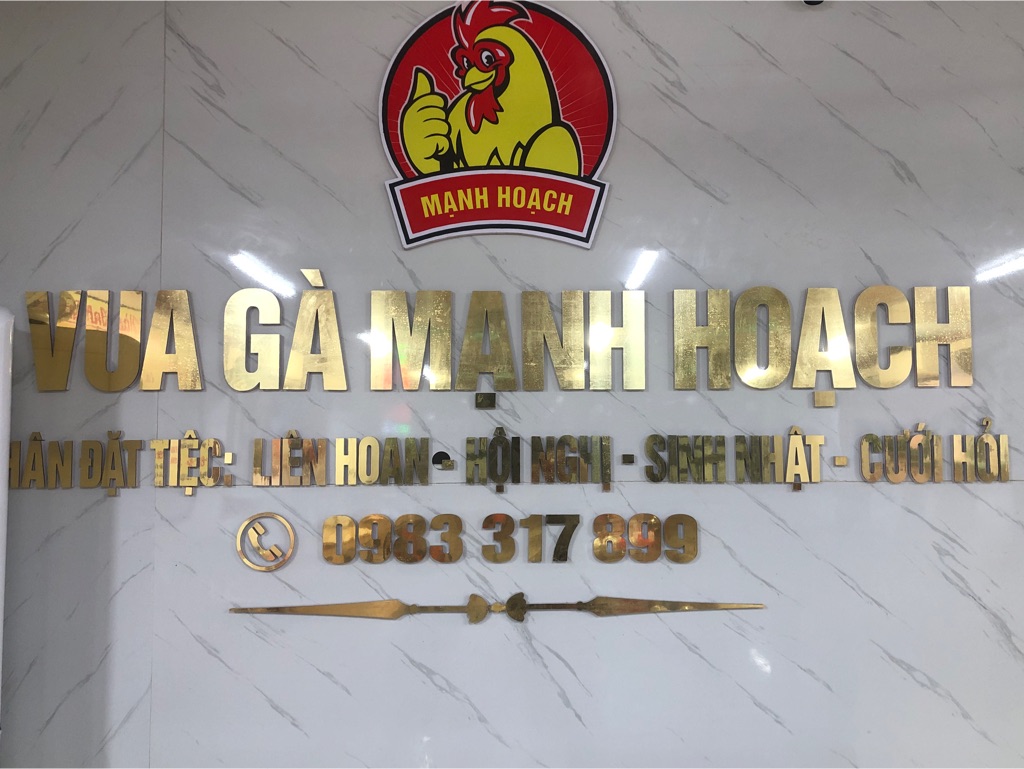 MẠNH HOẠCH
VUA GÀ MẠNH HOẠCH
ĐẶT TIỆC: LIÊN HOAN - HỘI NGHỊ - SINH NHẬT - CƯỚI HỎI
0983 317 899